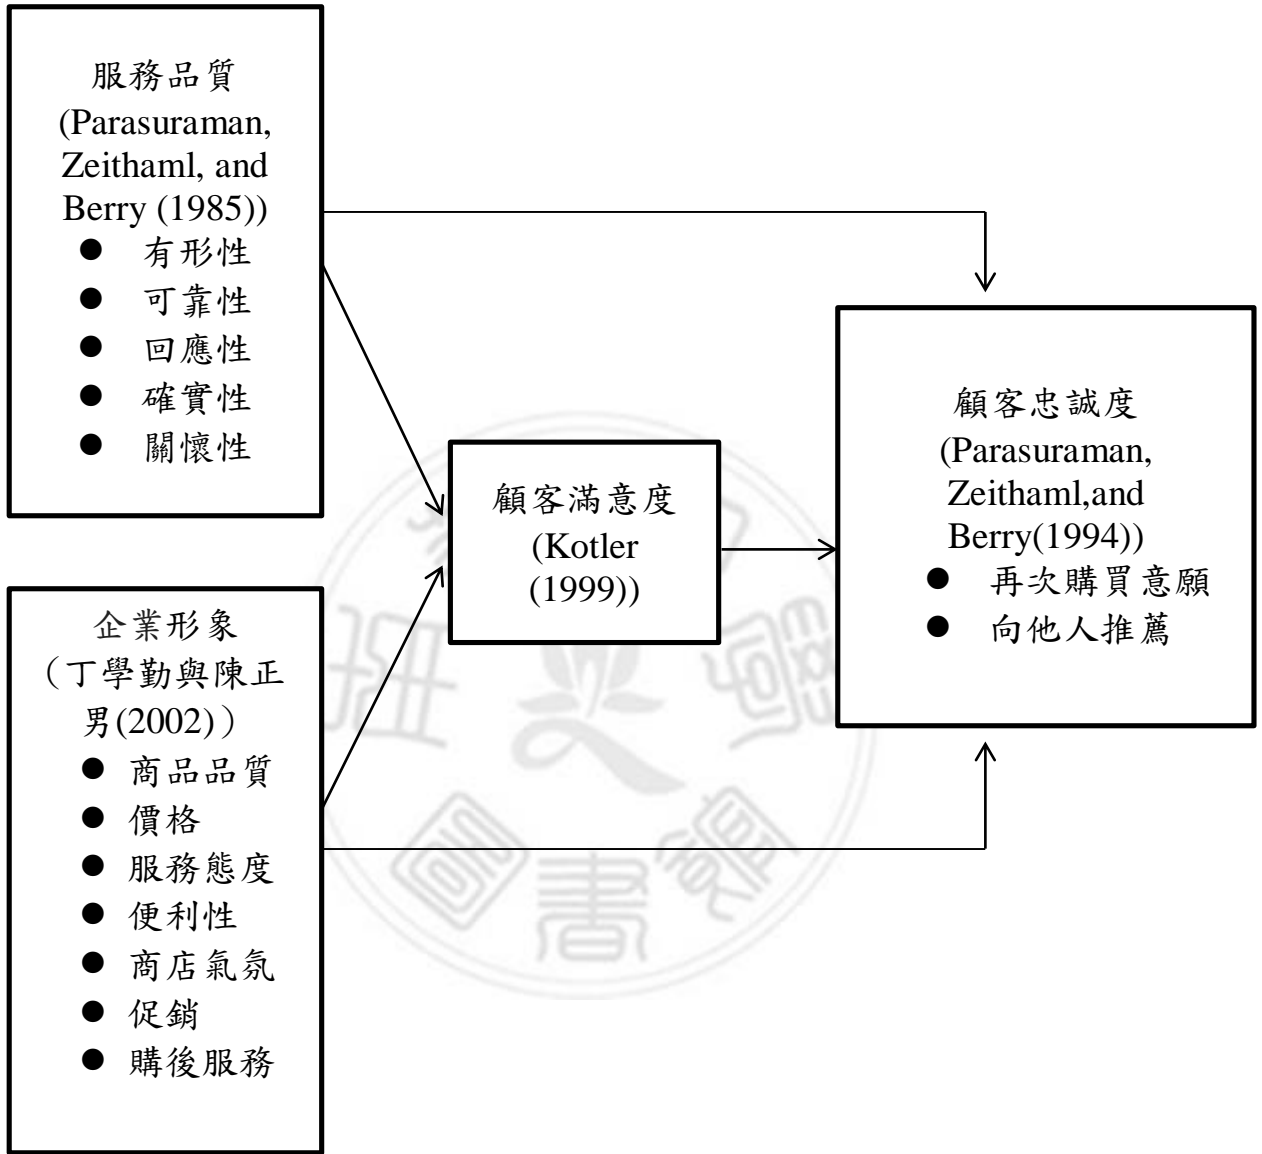 服務品質
(Parasuraman,
Zeithaml, and
Berry (1985))
● 有形性
● 可靠性
● 回應性
● 確實性
● 關懷性
企業形象
（丁學勤與陳正
男(2002)）
● 商品品質
● 價格
● 服務態度
● 便利性
● 商店氣氛
● 促銷
● 購後服務
顧客滿意度
(Kotler
(1999))
顧客忠誠度
(Parasuraman,
Zeithaml,and
Berry(1994))
● 再次購買意願
● 向他人推薦